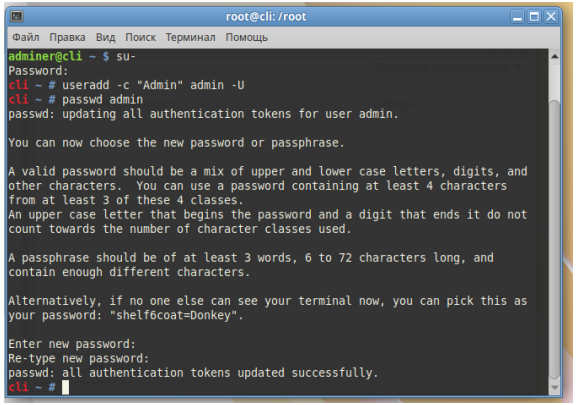 root@cli: /root
Файл Правка Вид Поиск Терминал Помощь
adminer@cli ~ $ su-
Password:
cli ~ # useradd -c "Admin" admin -U
cli ~ # passwd admin
passwd: updating all authentication tokens for user admin.
You can now choose the new password or passphrase.
A valid password should be a mix of upper and lower case letters, digits, and
other characters. You can use a password containing at least 4 characters
from at least 3 of these 4 classes.
An upper case letter that begins the password and a digit that ends it do not
count towards the number of character classes used.
A passphrase should be of at least 3 words, 6 to 72 characters long, and
contain enough different characters.
Alternatively, if no one else can see your terminal now, you can pick this as
your password: "shelf6coat=Donkey".
Enter new password:
Re-type new password:
passwd: all authentication tokens updated successfully.
cli ~ #